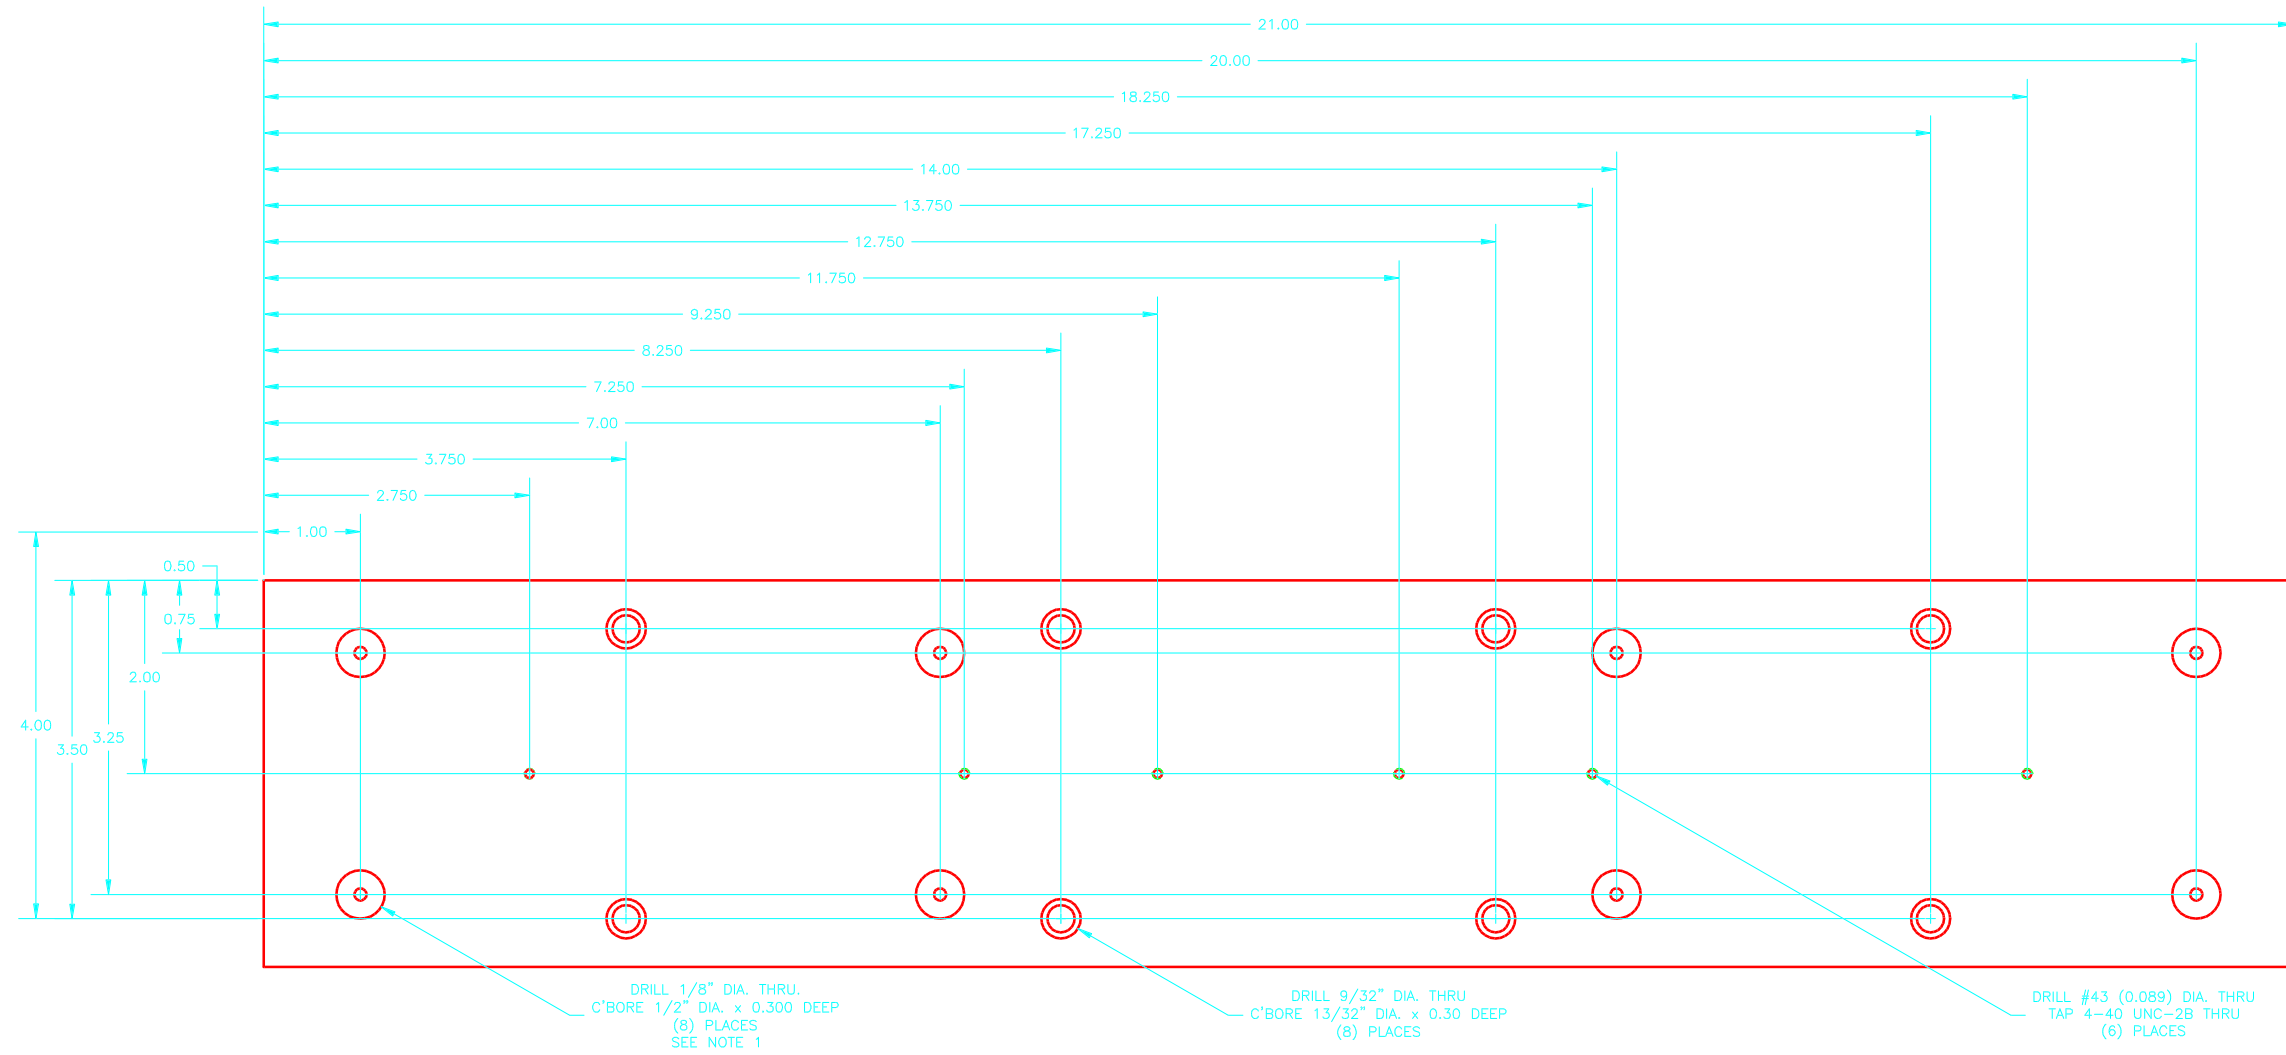 21.00
20.00
18.250
17.250
14.00
13.750
12.750
11.750
9.250
8.250
7.250
7.00
3.750
2.750
1.00
0.50
0.75
2.00
4.00
3.25
3.50
DRILL 1/8" DIA. THRU.
C'BORE 1/2" DIA. x 0.300 DEEP
(8) PLACES
SEE NOTE 1
DRILL 9/32" DIA. THRU
C'BORE 13/32" DIA. x 0.30 DEEP
(8) PLACES
DRILL #43 (0.089) DIA. THRU
TAP 4-40 UNC-2B THRU
(6) PLACES